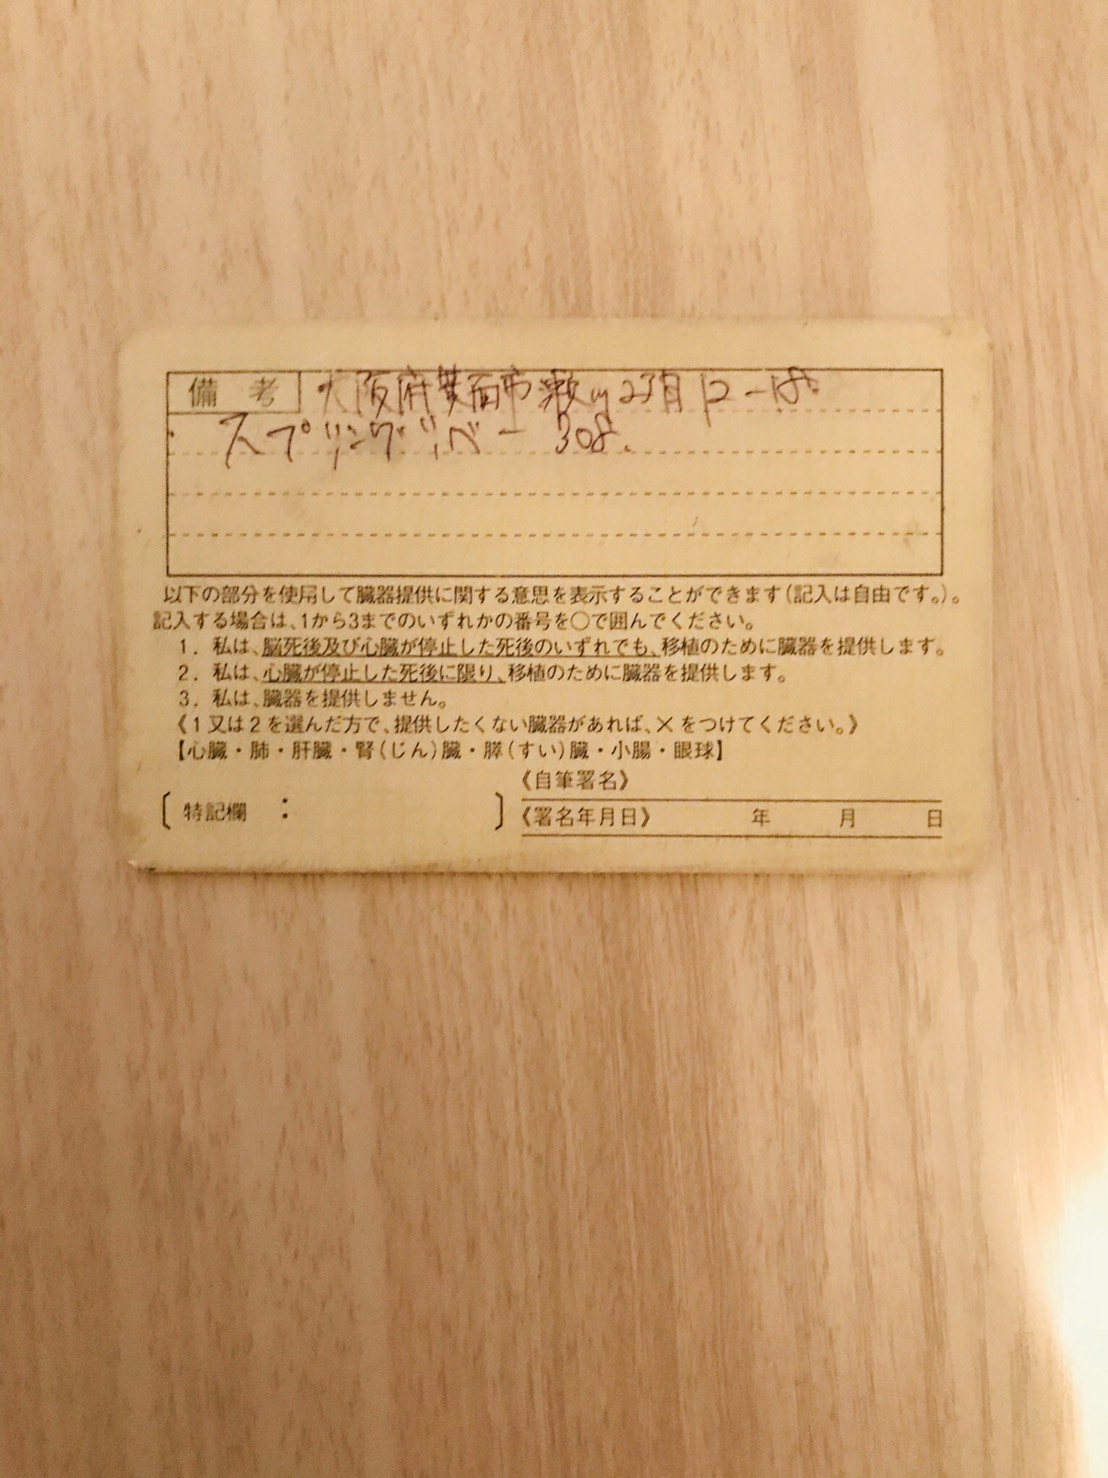 備 考 大阪府箕面市瀬川2丁目12-18
スプリングリバー 308.
以下の部分を使用して臓器提供に関する意思を表示することができます(記入は自由です。)。
記入する場合は、1から3までのいずれかの番号を○で囲んでください。
1. 私は、脳死後及び心臓が停止した死後のいずれでも、移植のために臓器を提供します。
2. 私は、心臓が停止した死後に限り、移植のために臓器を提供します。
3. 私は、臓器を提供しません。
《1又は2を選んだ方で、提供したくない臓器があれば、×をつけてください。》
【心臓・肺・肝臓・腎(じん)臓・膵(すい)臓・小腸・眼球】
《自筆署名》
〔特記欄 : 〕
《署名年月日》 年 月 日